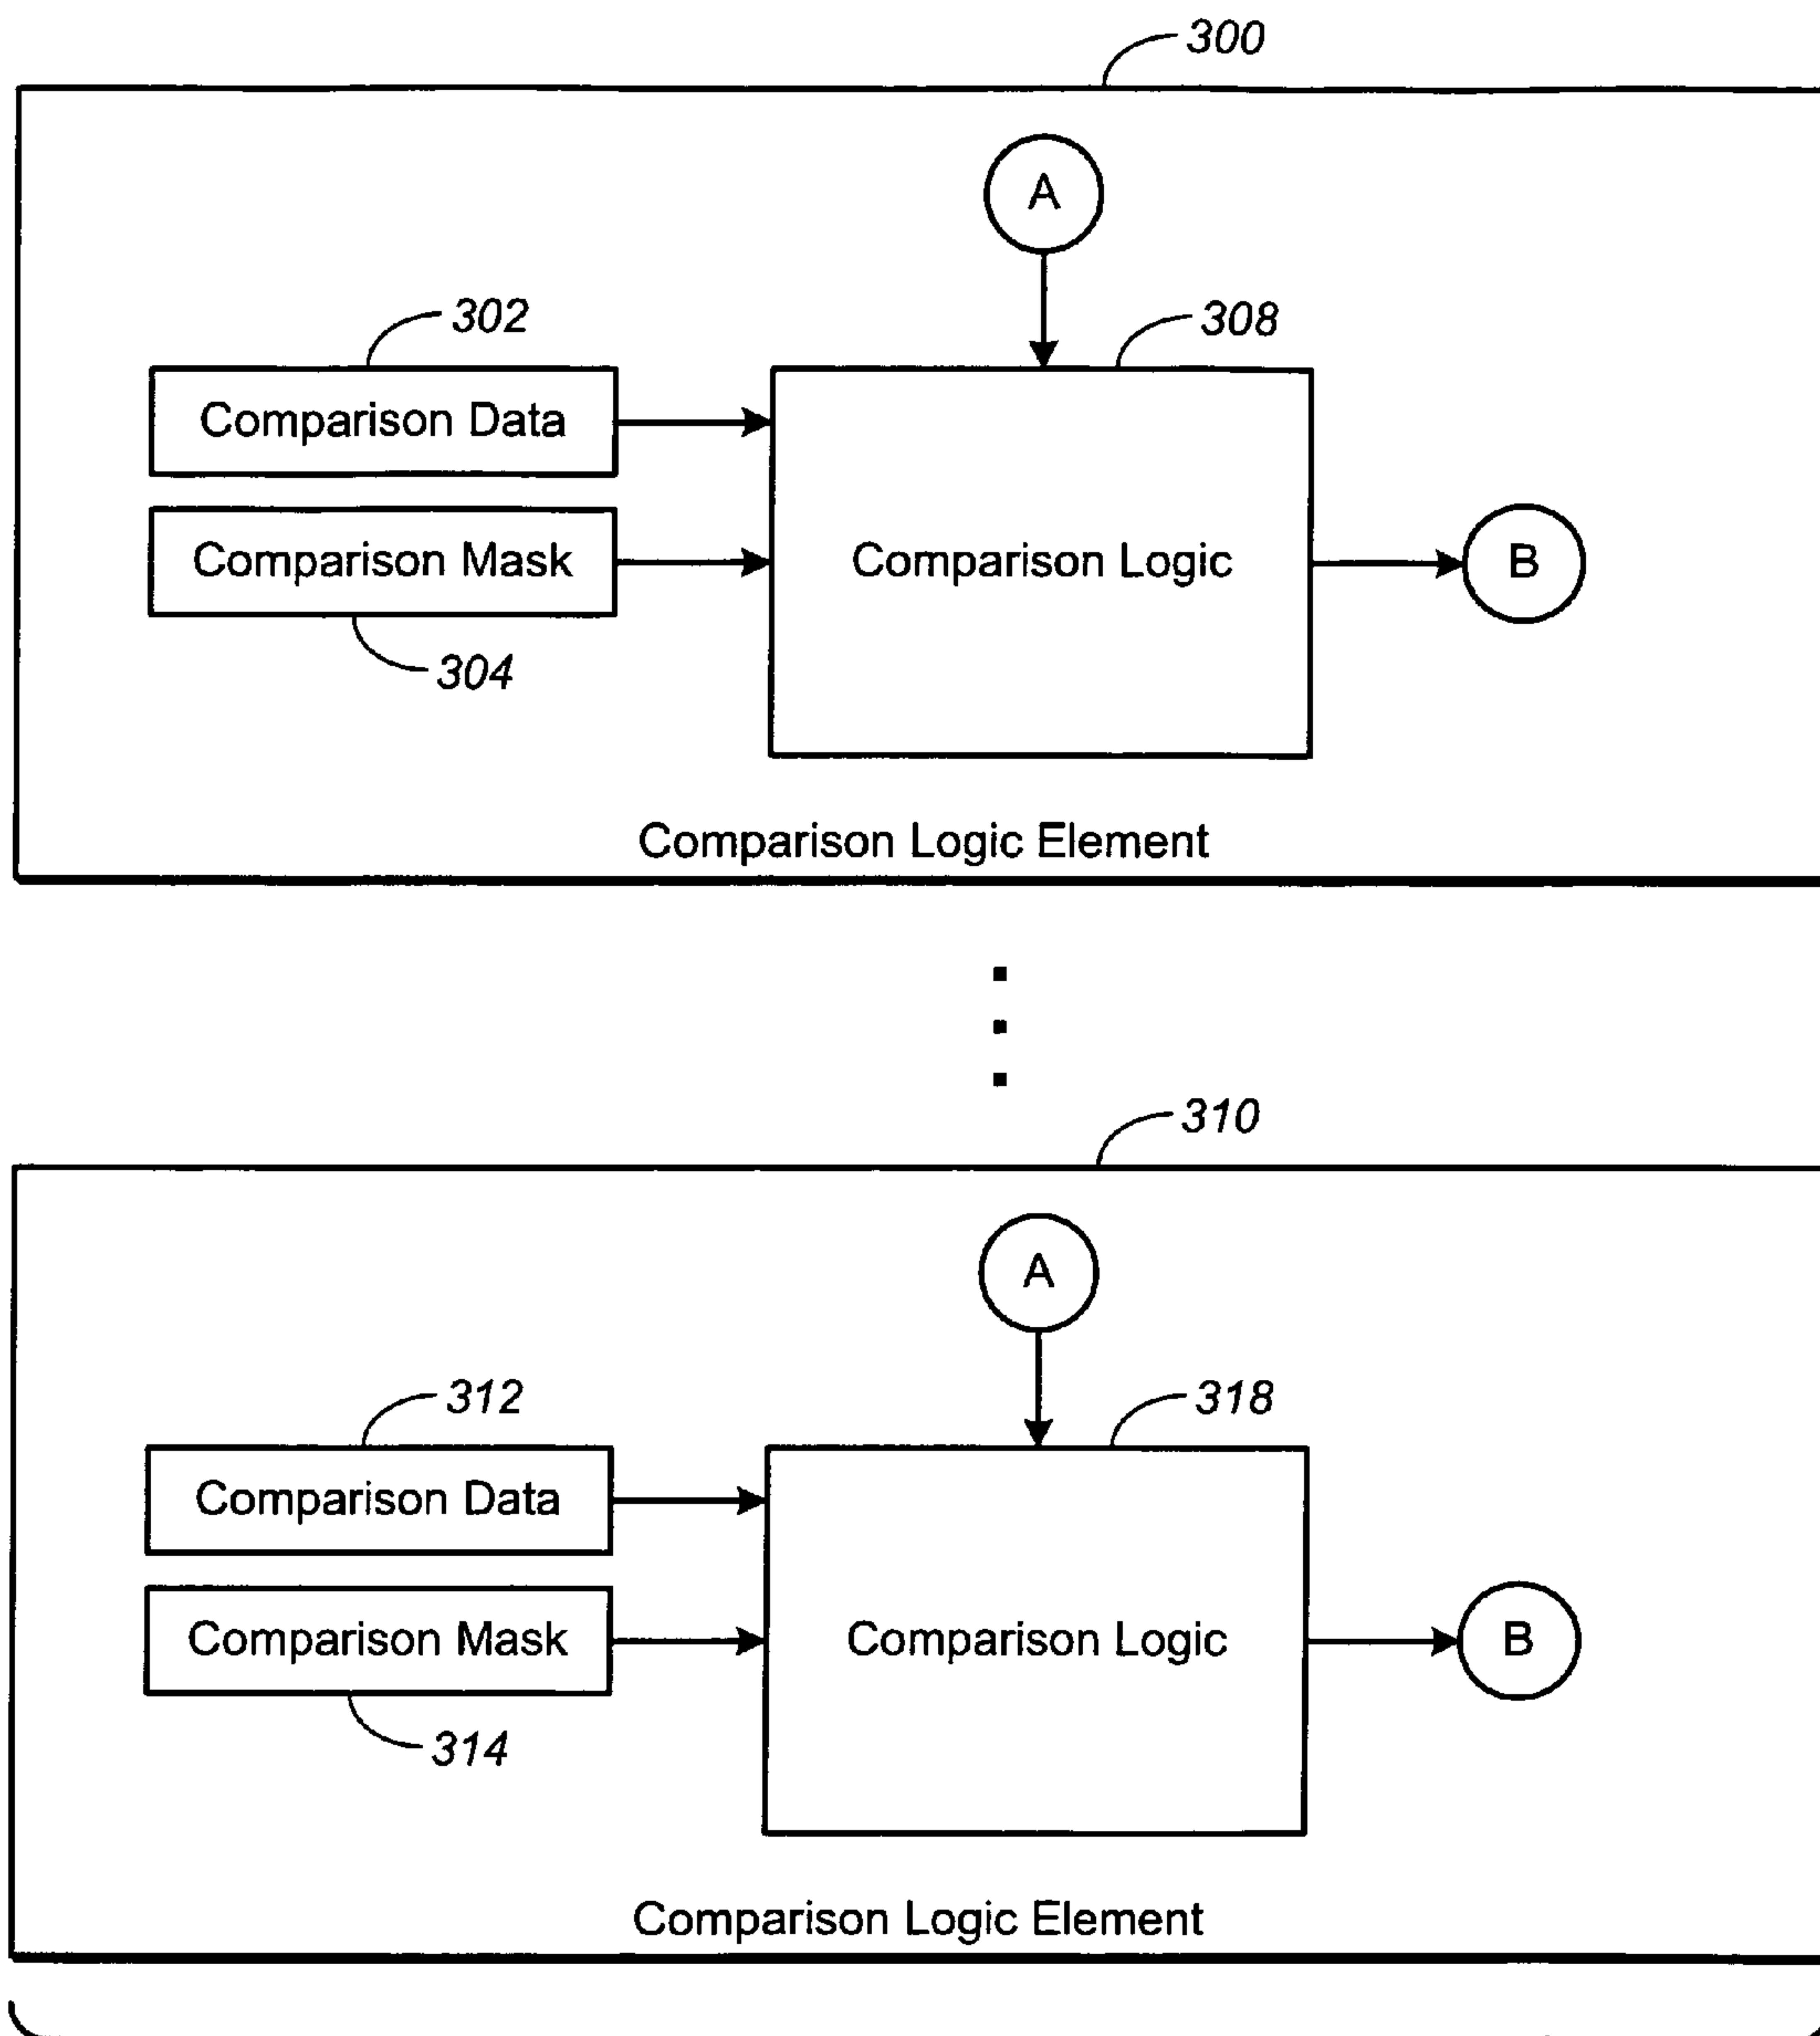 300
A
302
308
Comparison Data
Comparison Mask
Comparison Logic
B
304
Comparison Logic Element
310
A
312
318
Comparison Data
Comparison Mask
Comparison Logic
B
314
Comparison Logic Element